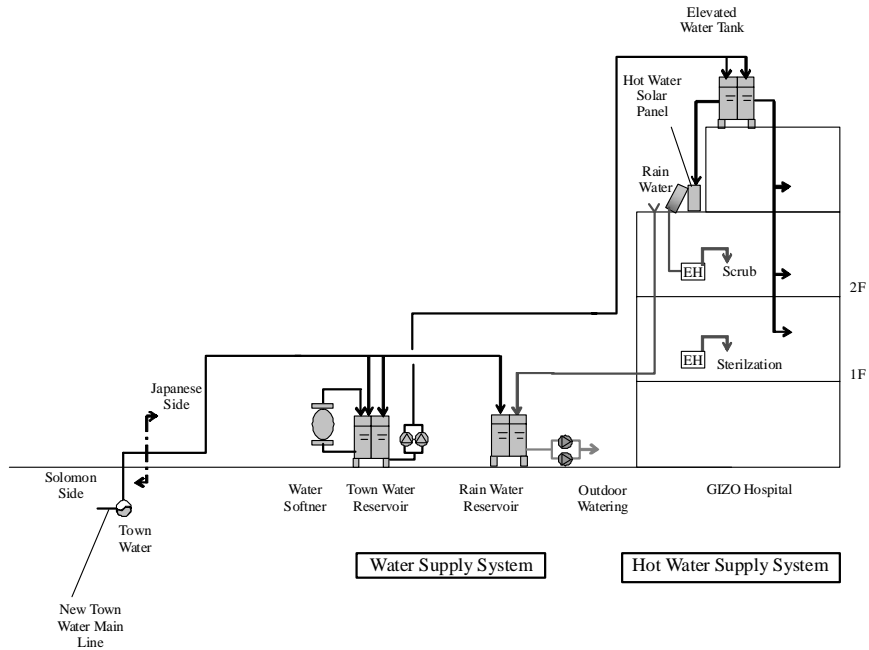 Elevated
Water Tank
Hot Water
Solar
Panel
Rain
Water
EH
Scrub
2F
EH
Sterilzation
1F
Japanese
Side
Solomon
Side
Town
Water
New Town
Water Main
Line
Water
Softner
Town Water
Reservoir
Rain Water
Reservoir
Outdoor
Watering
GIZO Hospital
Water Supply System
Hot Water Supply System